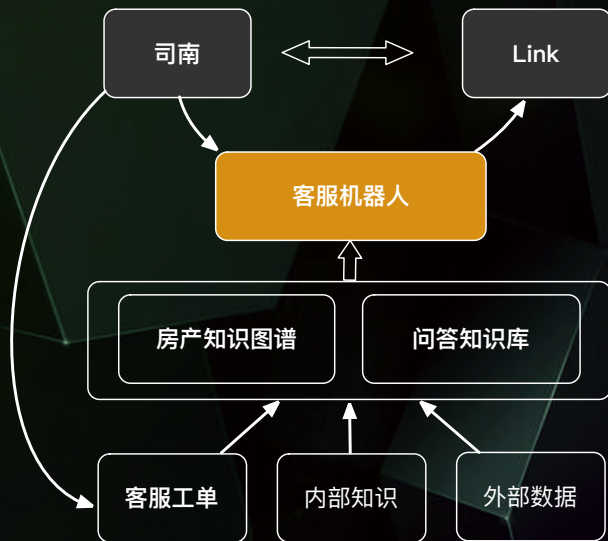 司南
Link
客服机器人
房产知识图谱
问答知识库
客服工单
内部知识
外部数据